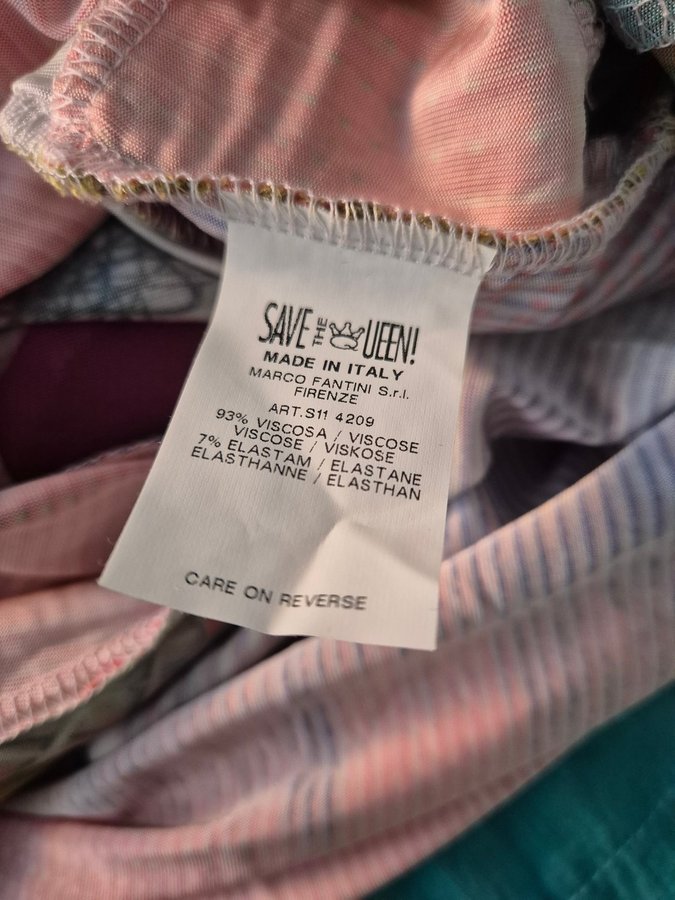 SAVE THE QUEEN!
MADE IN ITALY
MARCO FANTINI S.r.l.
FIRENZE
ART.S11 4209
93% VISCOSA / VISCOSE
VISCOSE / VISKOSE
7% ELASTAM / ELASTANE
ELASTHANNE / ELASTHAN
CARE ON REVERSE